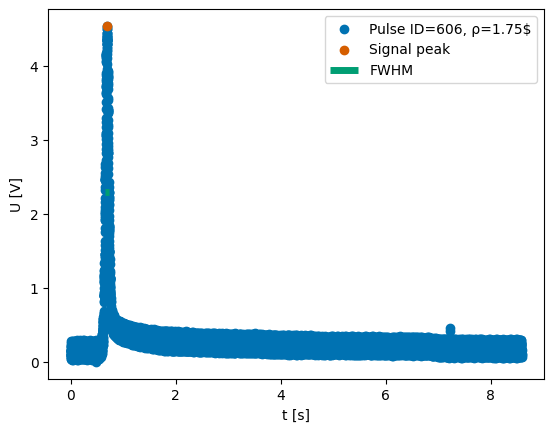 Pulse ID=606, ρ=1.75$
Signal peak
FWHM
U [V]
4
3
2
1
0
0
2
4
6
8
t [s]